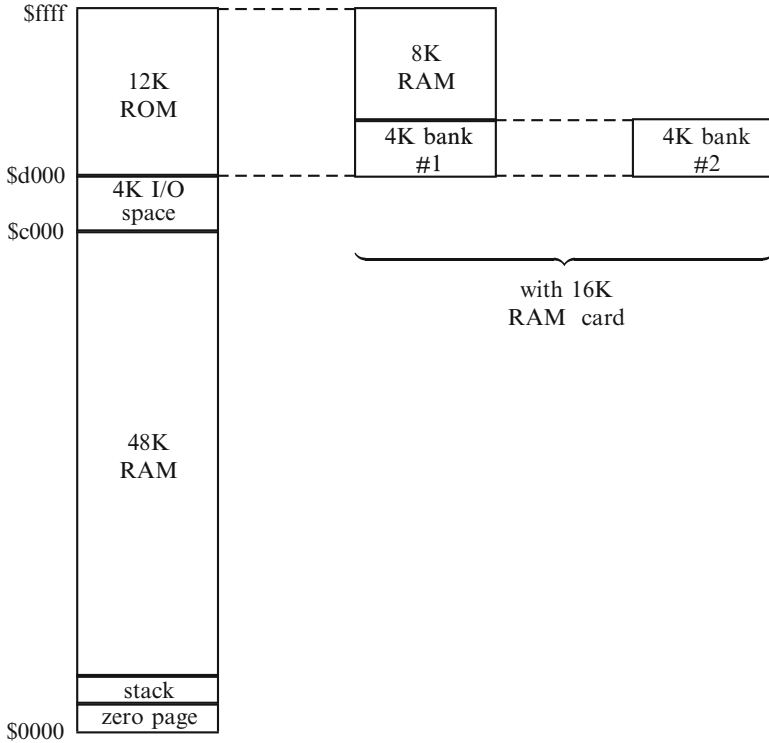 $ffff
12K
ROM
8K
RAM
4K bank
#1
4K bank
#2
$d000
4K I/O
space
$c000
with 16K
RAM card
48K
RAM
stack
zero page
$0000